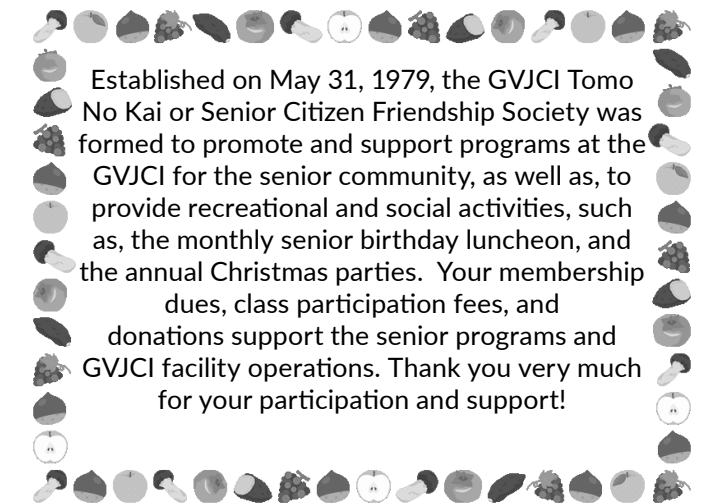 Established on May 31, 1979, the GVJCI Tomo
No Kai or Senior Citizen Friendship Society was
formed to promote and support programs at the
GVJCI for the senior community, as well as, to
provide recreational and social activities, such
as, the monthly senior birthday luncheon, and
the annual Christmas parties.  Your membership
dues, class participation fees, and
donations support the senior programs and
GVJCI facility operations. Thank you very much
for your participation and support!